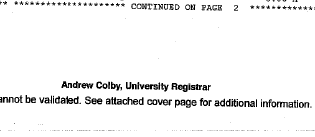 ** ********************** CONTINUED ON PAGE 2 *************
Andrew Colby, University Registrar
annot be validated. See attached cover page for additional information.